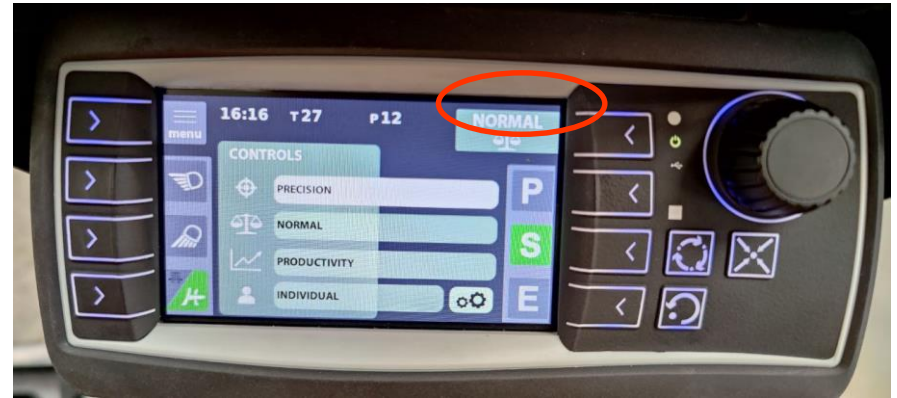 menu
16:16 T27 P12
NORMAL
CONTROLS
PRECISION
NORMAL
PRODUCTIVITY
INDIVIDUAL
P
S
E